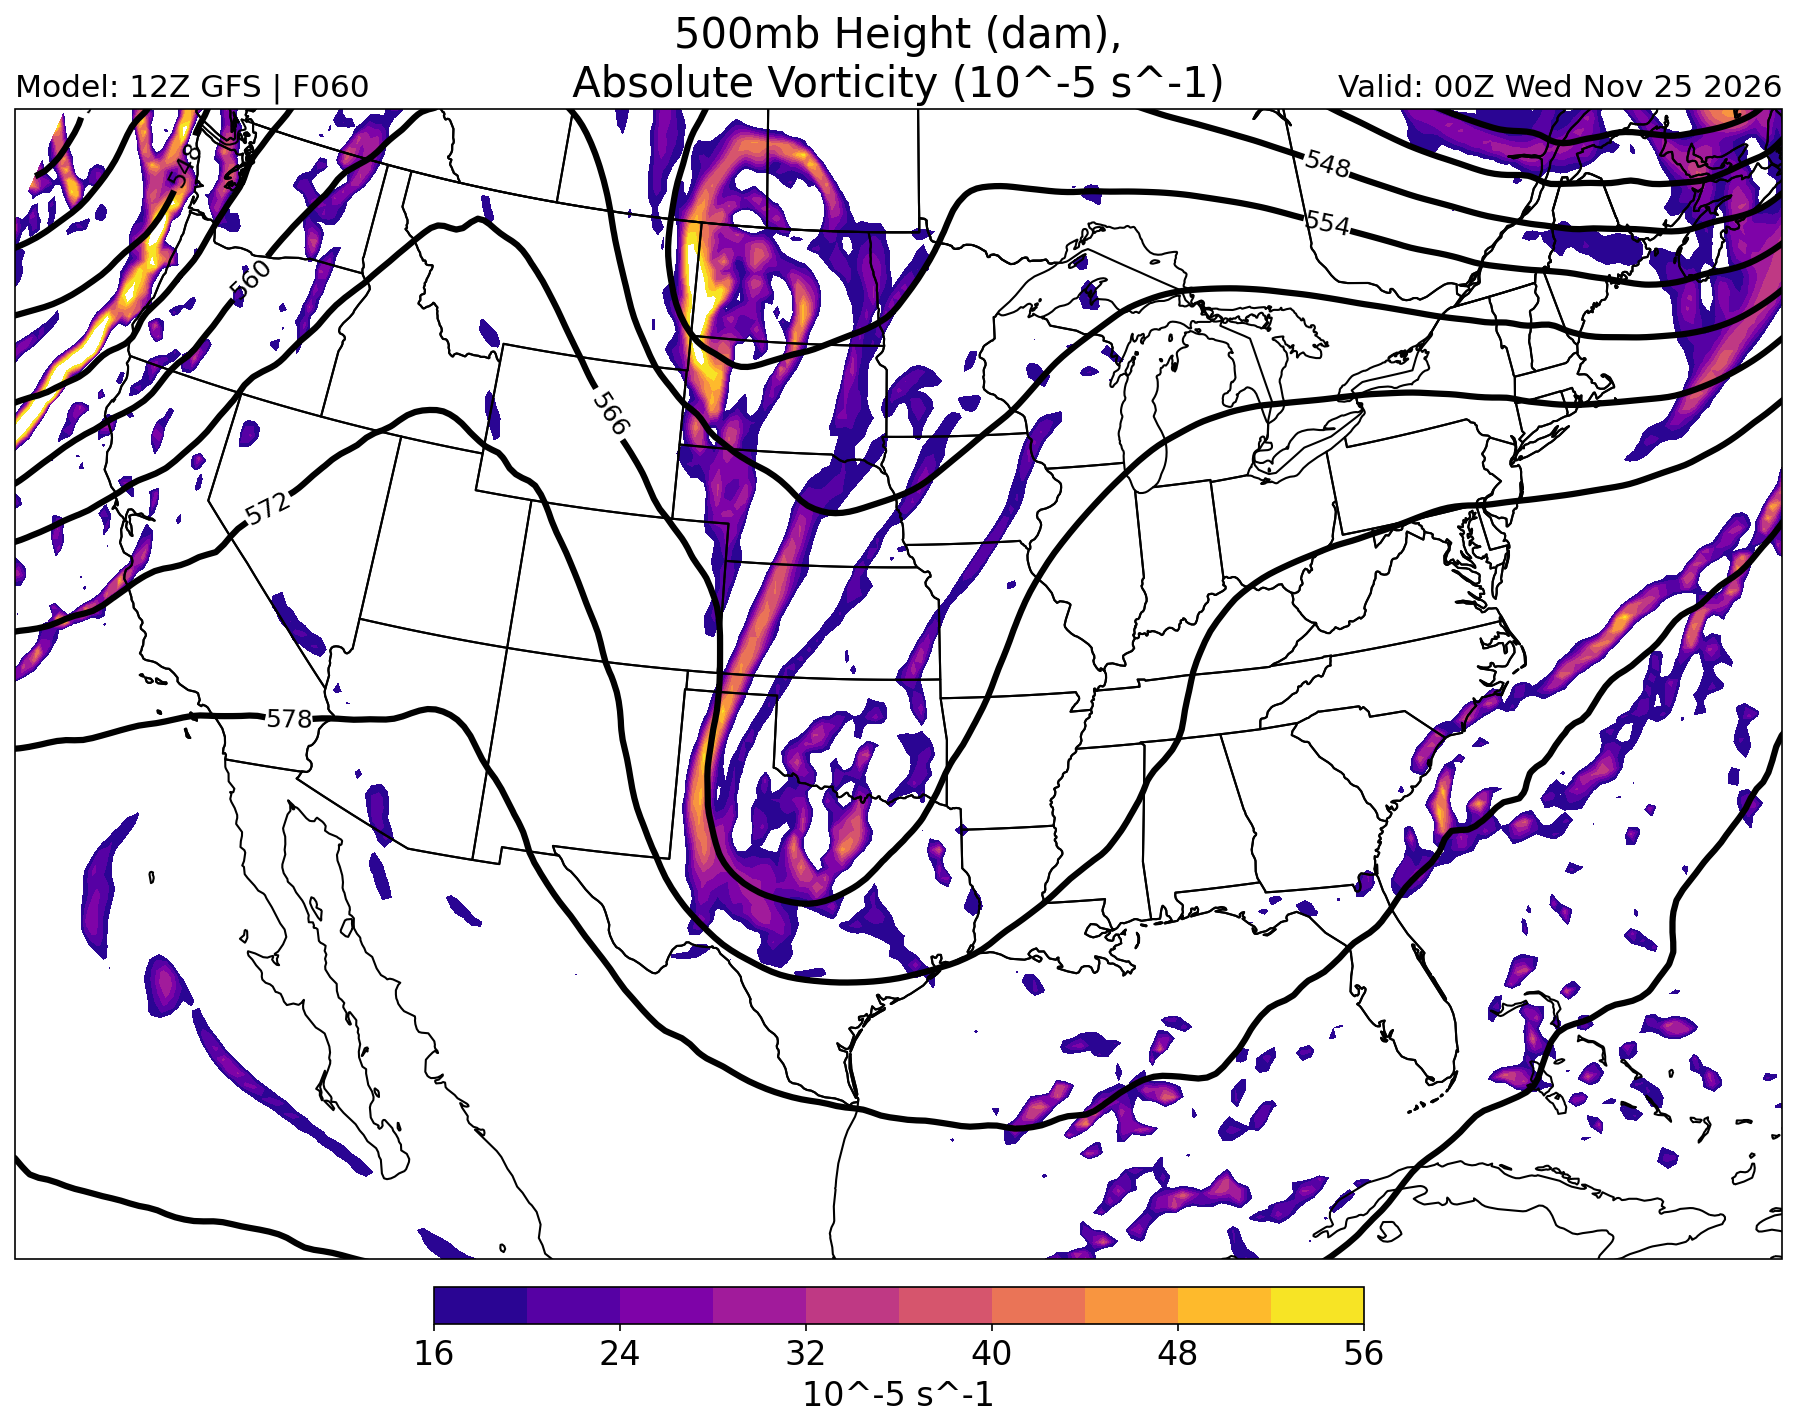 500mb Height (dam),
Absolute Vorticity (10^-5 s^-1)
Model: 12Z GFS | F060
Valid: 00Z Wed Nov 25 2026
548
548
554
560
566
572
578
16 24 32 40 48 56
10^-5 s^-1